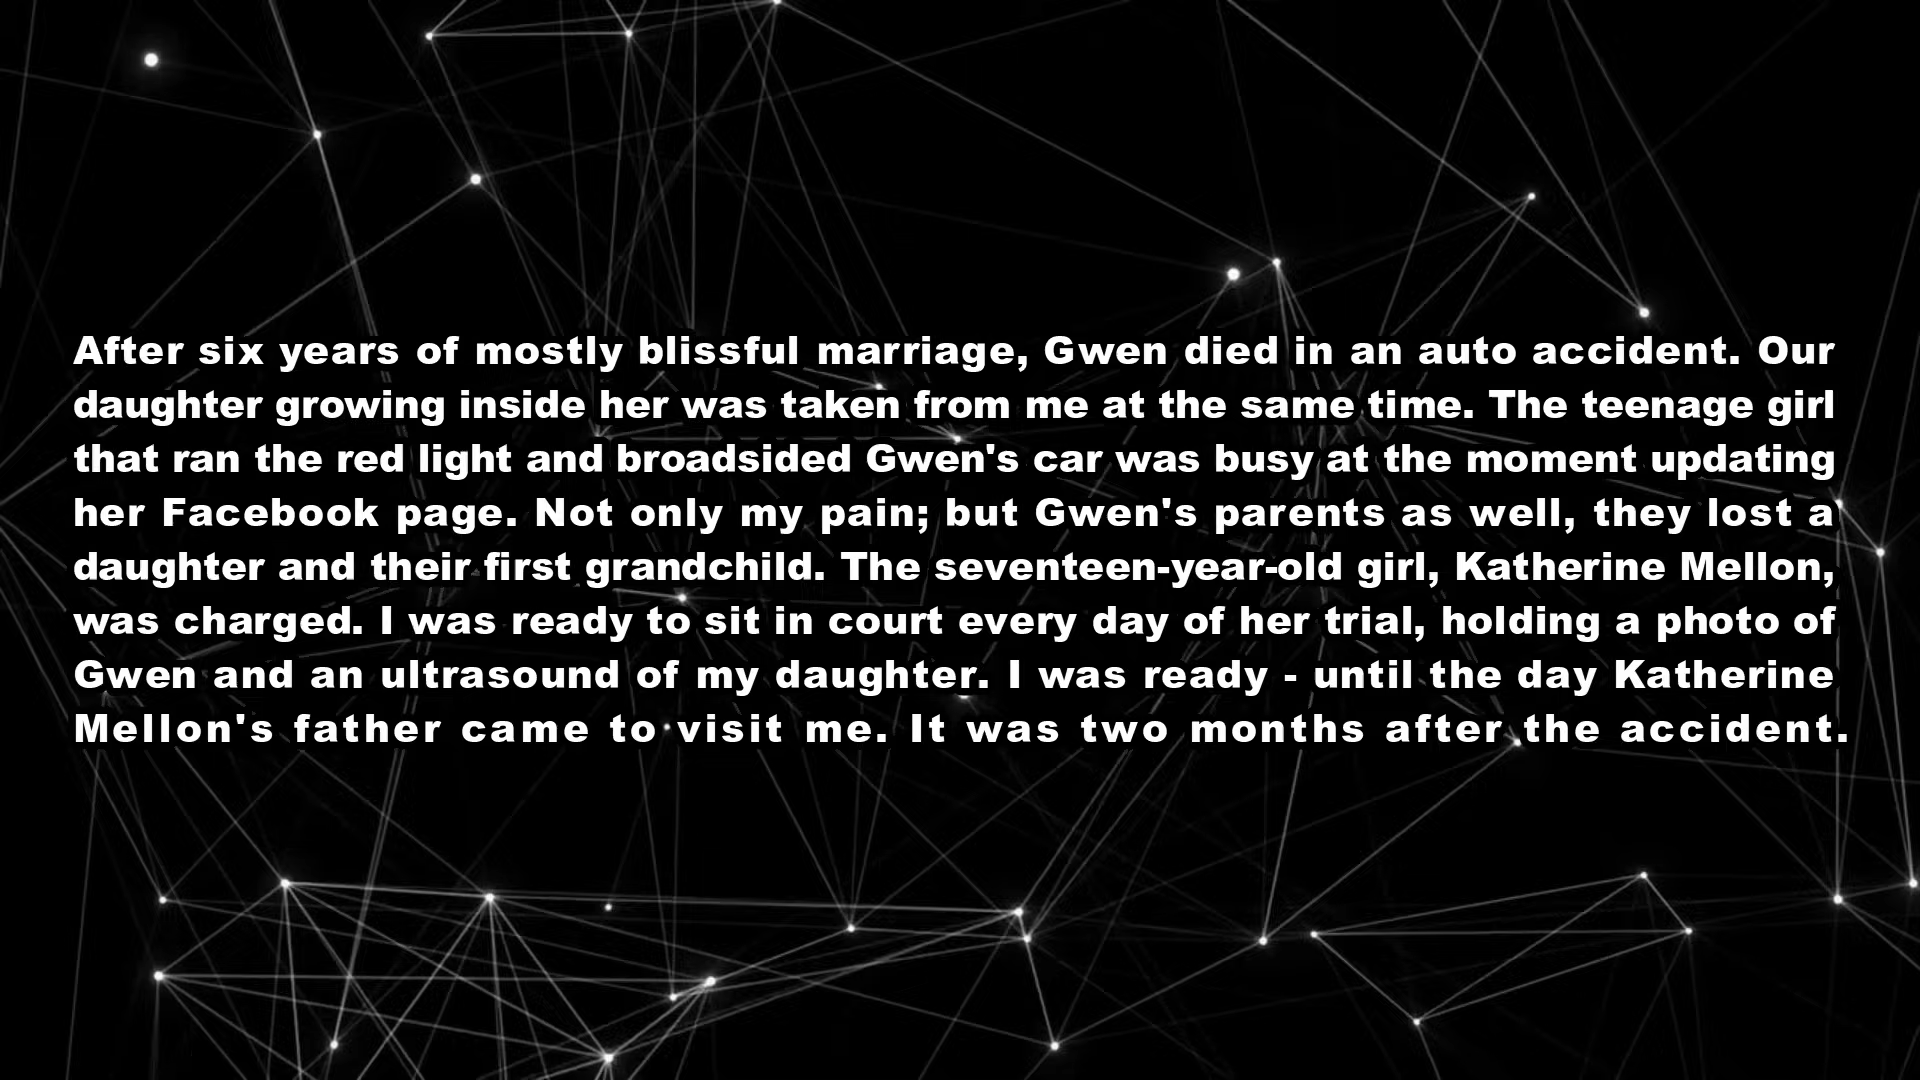 After six years of mostly blissful marriage, Gwen died in an auto accident. Our
daughter growing inside her was taken from me at the same time. The teenage girl
that ran the red light and broadsided Gwen's car was busy at the moment updating
her Facebook page. Not only my pain; but Gwen's parents as well, they lost a
daughter and their first grandchild. The seventeen-year-old girl, Katherine Mellon,
was charged. I was ready to sit in court every day of her trial, holding a photo of
Gwen and an ultrasound of my daughter. I was ready - until the day Katherine
Mellon's father came to visit me. It was two months after the accident.